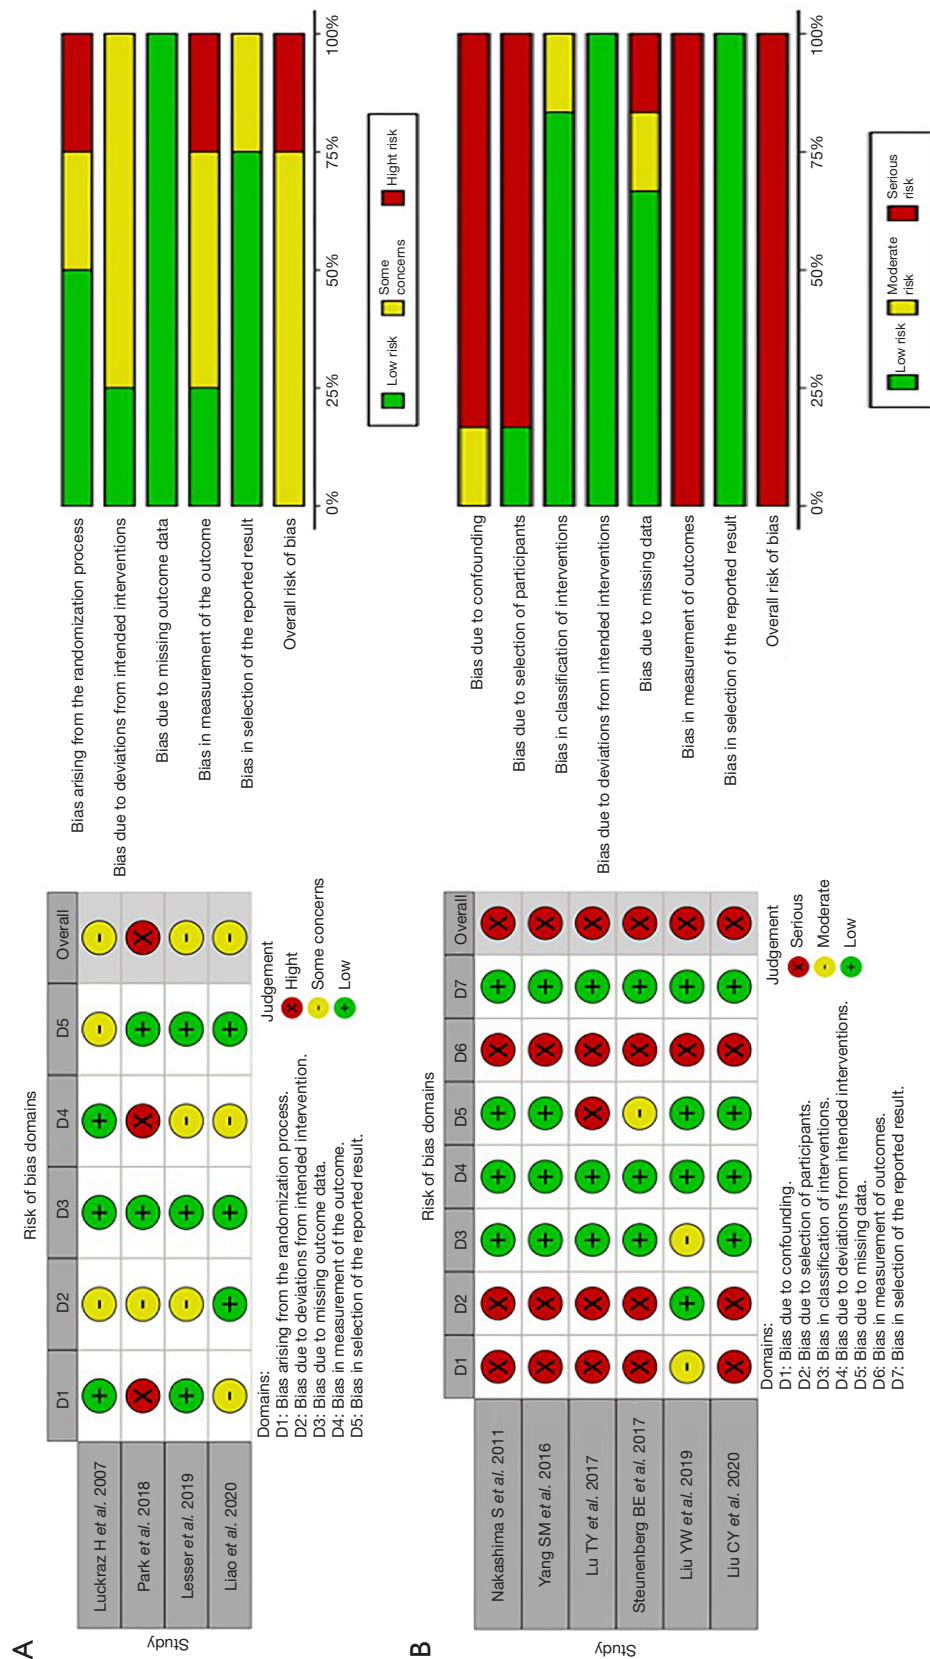 A
Risk of bias domains
D1 D2 D3 D4 D5 Overall
Study
Luckraz H et al. 2007 + - + + - -
Park et al. 2018 X - + X + X
Lesser et al. 2019 + - + - + -
Liao et al. 2020 - + + - + -
Domains:
D1: Bias arising from the randomization process.
D2: Bias due to deviations from intended intervention.
D3: Bias due to missing outcome data.
D4: Bias in measurement of the outcome.
D5: Bias in selection of the reported result.
Judgement
X Hight
- Some concerns
+ Low
Bias arising from the randomization process
Bias due to deviations from intended interventions
Bias due to missing outcome data
Bias in measurement of the outcome
Bias in selection of the reported result
Overall risk of bias
0% 25% 50% 75% 100%
Low risk
Some
concerns
Hight risk
B
Risk of bias domains
D1 D2 D3 D4 D5 D6 D7 Overall
Study
Nakashima S et al. 2011 X X + + + X + X
Yang SM et al. 2016 X X + + + X + X
Lu TY et al. 2017 X X + + X X + X
Steunenberg BE et al. 2017 X X + + - X + X
Liu YW et al. 2019 - + - + + X + X
Liu CY et al. 2020 X X + + + X + X
Domains:
D1: Bias due to confounding.
D2: Bias due to selection of participants.
D3: Bias in classification of interventions.
D4: Bias due to deviations from intended interventions.
D5: Bias due to missing data.
D6: Bias in measurement of outcomes.
D7: Bias in selection of the reported result.
Judgement
X Serious
- Moderate
+ Low
Bias due to confounding
Bias due to selection of participants
Bias in classification of interventions
Bias due to deviations from intended interventions
Bias due to missing data
Bias in measurement of outcomes
Bias in selection of the reported result
Overall risk of bias
0% 25% 50% 75% 100%
Low risk
Moderate
risk
Serious
risk